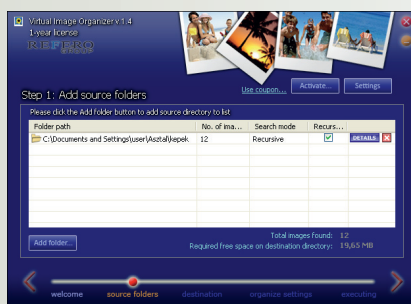 Virtual Image Organizer v 1.4
1-year license
REFERO
Use coupon...
Activate...
Settings
Step 1: Add source folders
Please click the Add folder button to add source directory to list
Folder path No. of ima... Search mode Recurs...
C:\Documents and Settings\user\Asztal\kepek 12 Recursive DETAILS
Total images found: 12
Add folder...
Required free space on destination directory: 19,65 MB
welcome source folders destination organize settings executing